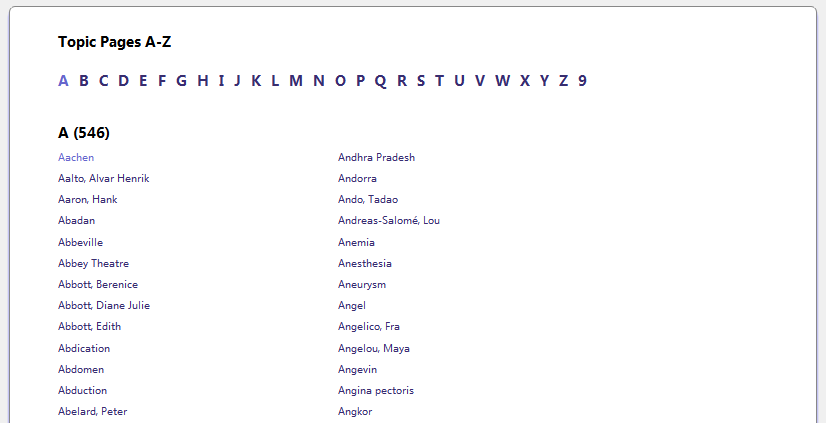 Topic Pages A-Z
A B C D E F G H I J K L M N O P Q R S T U V W X Y Z 9
A (546)
Aachen
Aalto, Alvar Henrik
Aaron, Hank
Abadan
Abbeville
Abbey Theatre
Abbott, Berenice
Abbott, Diane Julie
Abbott, Edith
Abdication
Abdomen
Abduction
Abelard, Peter
Andhra Pradesh
Andorra
Ando, Tadao
Andreas-Salomé, Lou
Anemia
Anesthesia
Aneurysm
Angel
Angelico, Fra
Angelou, Maya
Angevin
Angina pectoris
Angkor